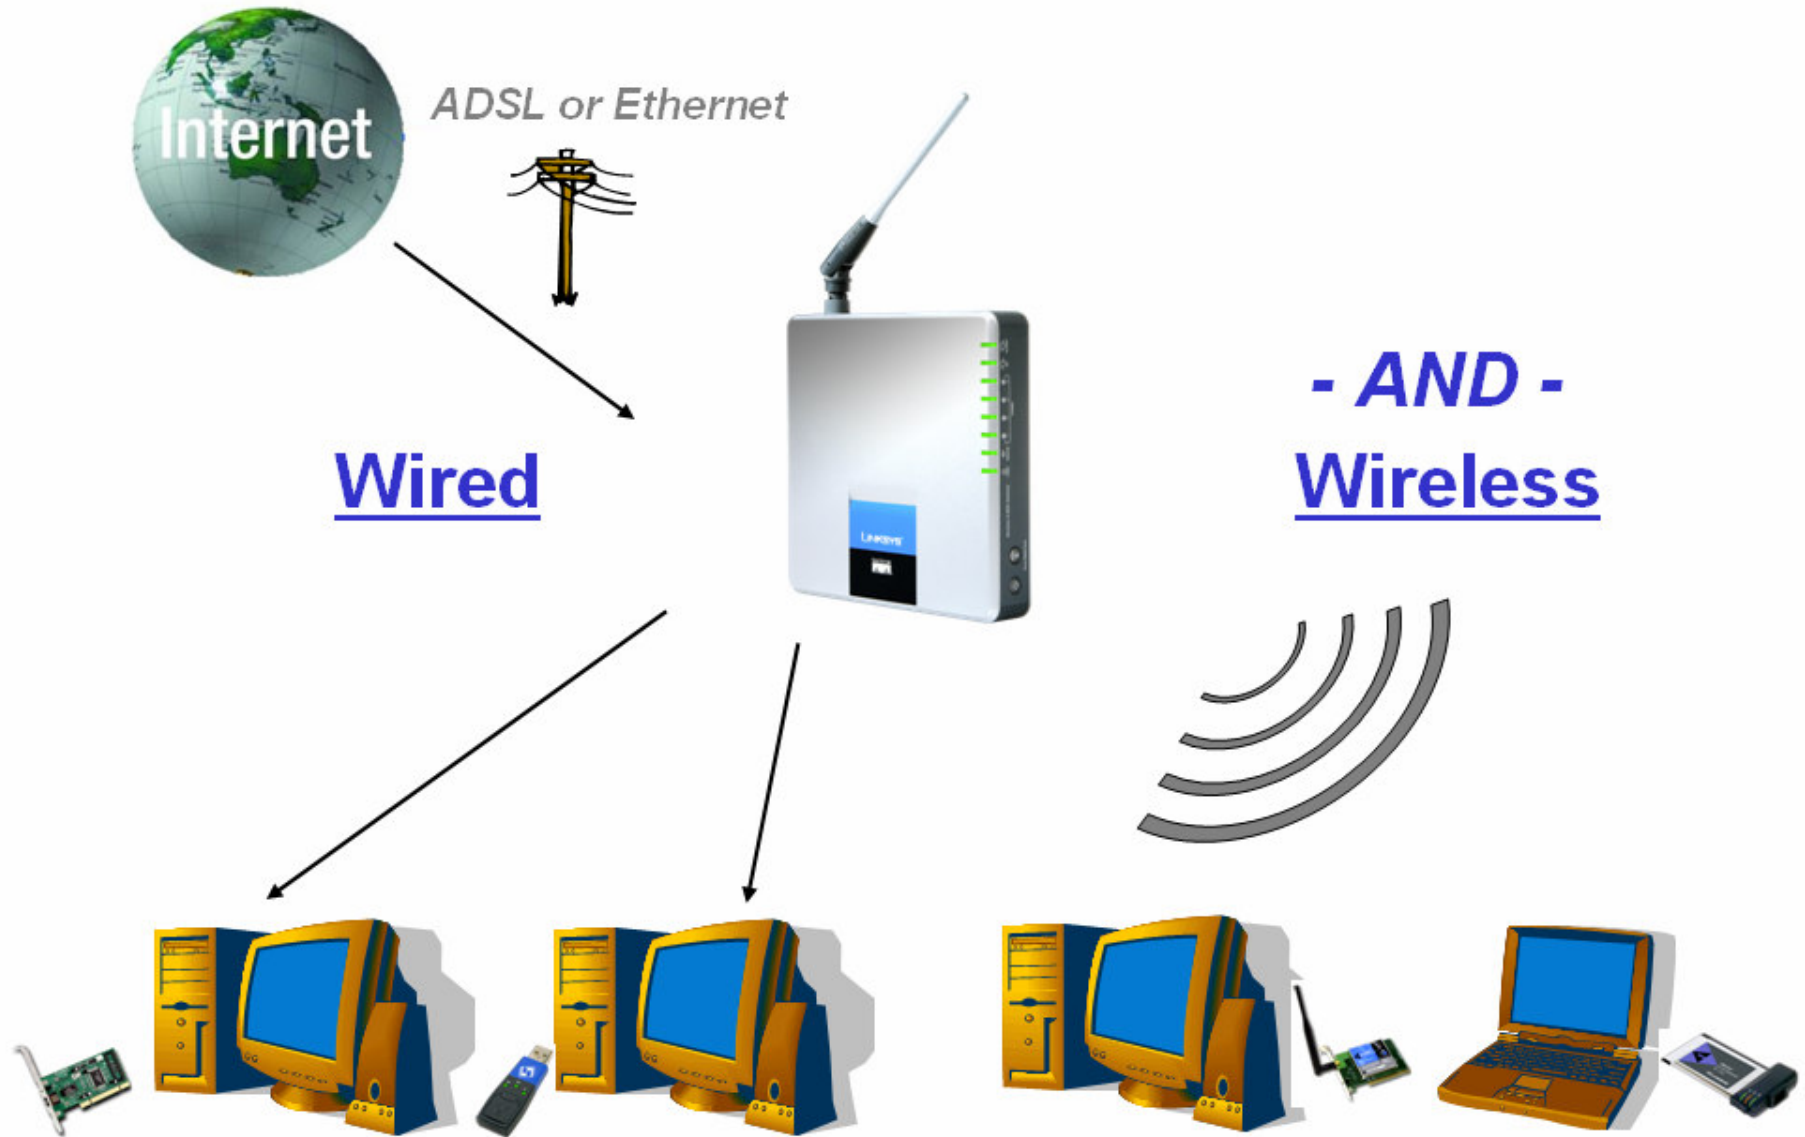 Internet
ADSL or Ethernet
- AND -
Wired
Wireless
LINKSYS